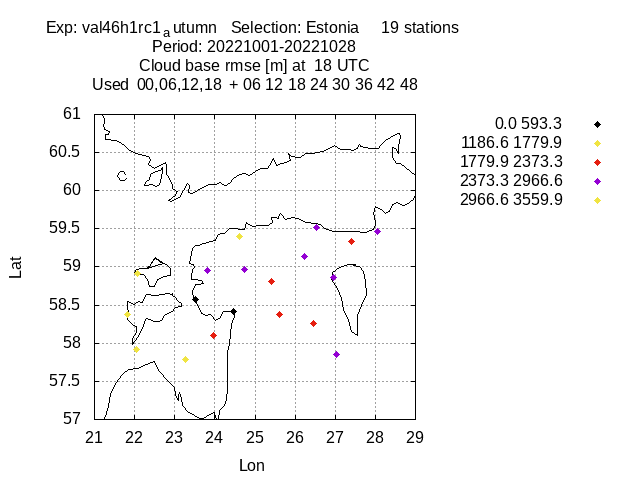 Exp: val46h1rc1autumn Selection: Estonia 19 stations
Period: 20221001-20221028
Cloud base rmse [m] at 18 UTC
Used 00,06,12,18 + 06 12 18 24 30 36 42 48
0.0 593.3
1186.6 1779.9
1779.9 2373.3
2373.3 2966.6
2966.6 3559.9
61
60.5
60
59.5
59
58.5
58
57.5
57
Lat
21 22 23 24 25 26 27 28 29
Lon